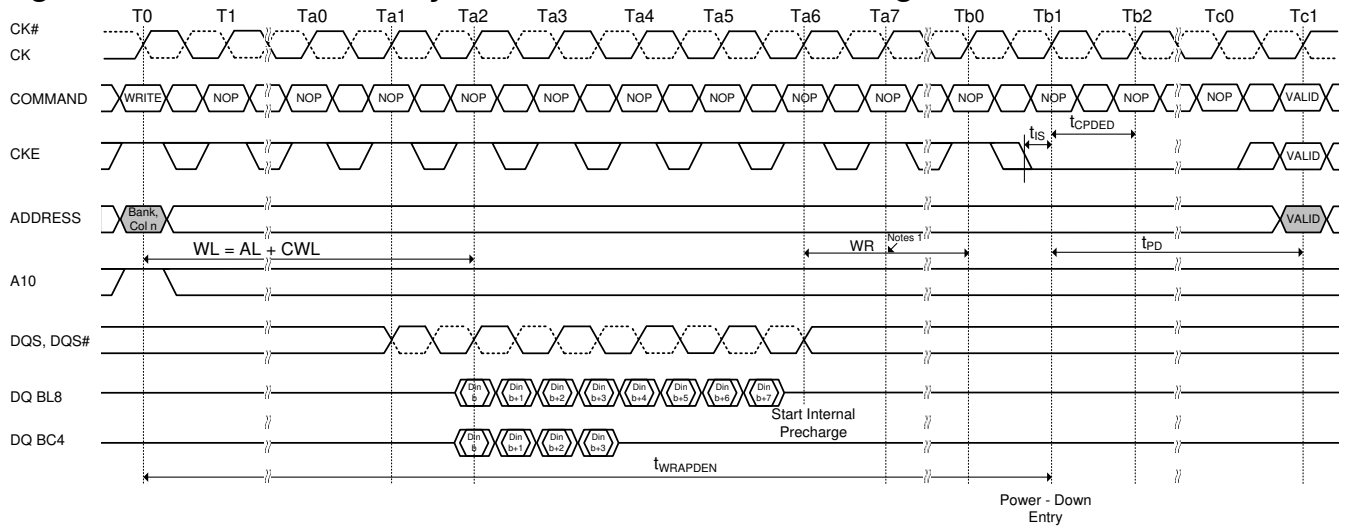 T0 T1 Ta0 Ta1 Ta2 Ta3 Ta4 Ta5 Ta6 Ta7 Tb0 Tb1 Tb2 Tc0 Tc1
CK#
CK
COMMAND WRITE NOP NOP NOP NOP NOP NOP NOP NOP NOP NOP NOP NOP NOP VALID
tIS tCPDED
CKE VALID
ADDRESS Bank, Col n VALID
WL = AL + CWL WR Notes 1 tPD
A10
DQS, DQS#
DQ BL8 Din b Din b+1 Din b+2 Din b+3 Din b+4 Din b+5 Din b+6 Din b+7
Start Internal
Precharge
DQ BC4 Din b Din b+1 Din b+2 Din b+3
tWRAPDEN
Power - Down
Entry